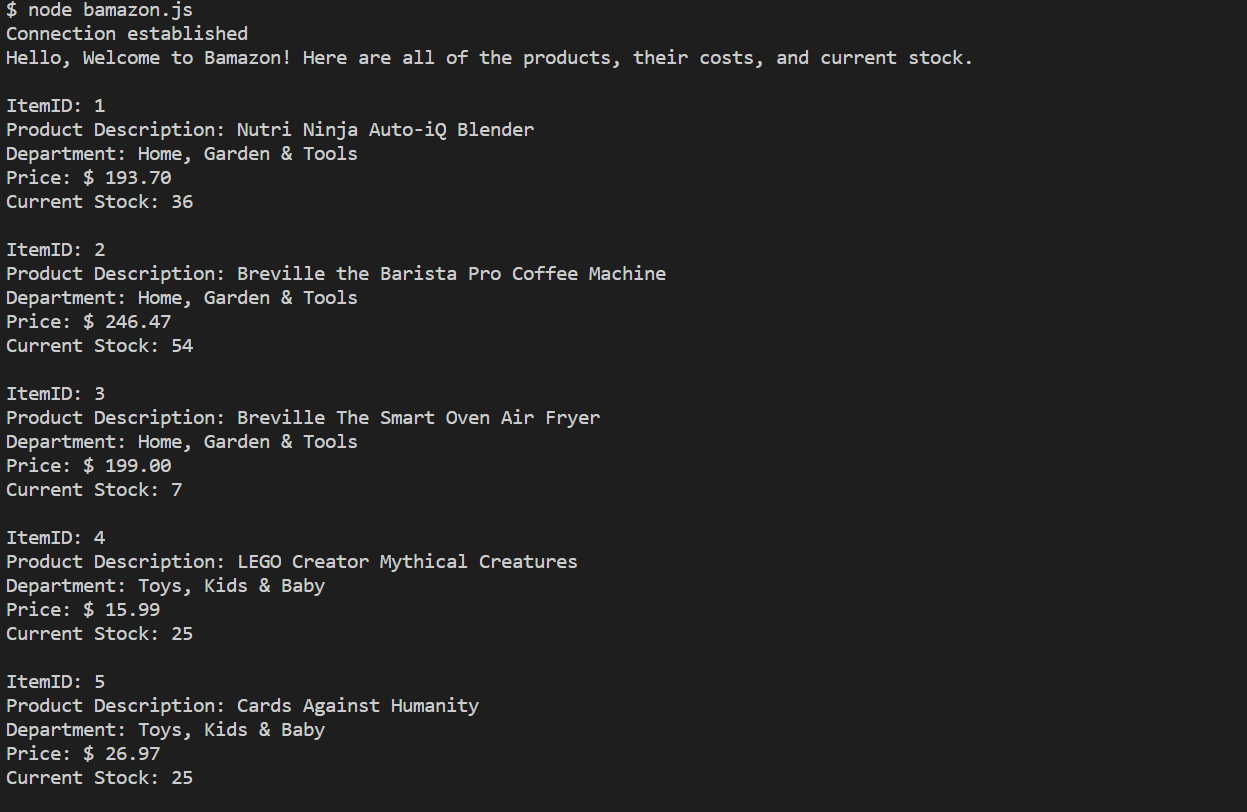 $ node bamazon.js
Connection established
Hello, Welcome to Bamazon! Here are all of the products, their costs, and current stock.
ItemID: 1
Product Description: Nutri Ninja Auto-iQ Blender
Department: Home, Garden & Tools
Price: $ 193.70
Current Stock: 36
ItemID: 2
Product Description: Breville the Barista Pro Coffee Machine
Department: Home, Garden & Tools
Price: $ 246.47
Current Stock: 54
ItemID: 3
Product Description: Breville The Smart Oven Air Fryer
Department: Home, Garden & Tools
Price: $ 199.00
Current Stock: 7
ItemID: 4
Product Description: LEGO Creator Mythical Creatures
Department: Toys, Kids & Baby
Price: $ 15.99
Current Stock: 25
ItemID: 5
Product Description: Cards Against Humanity
Department: Toys, Kids & Baby
Price: $ 26.97
Current Stock: 25